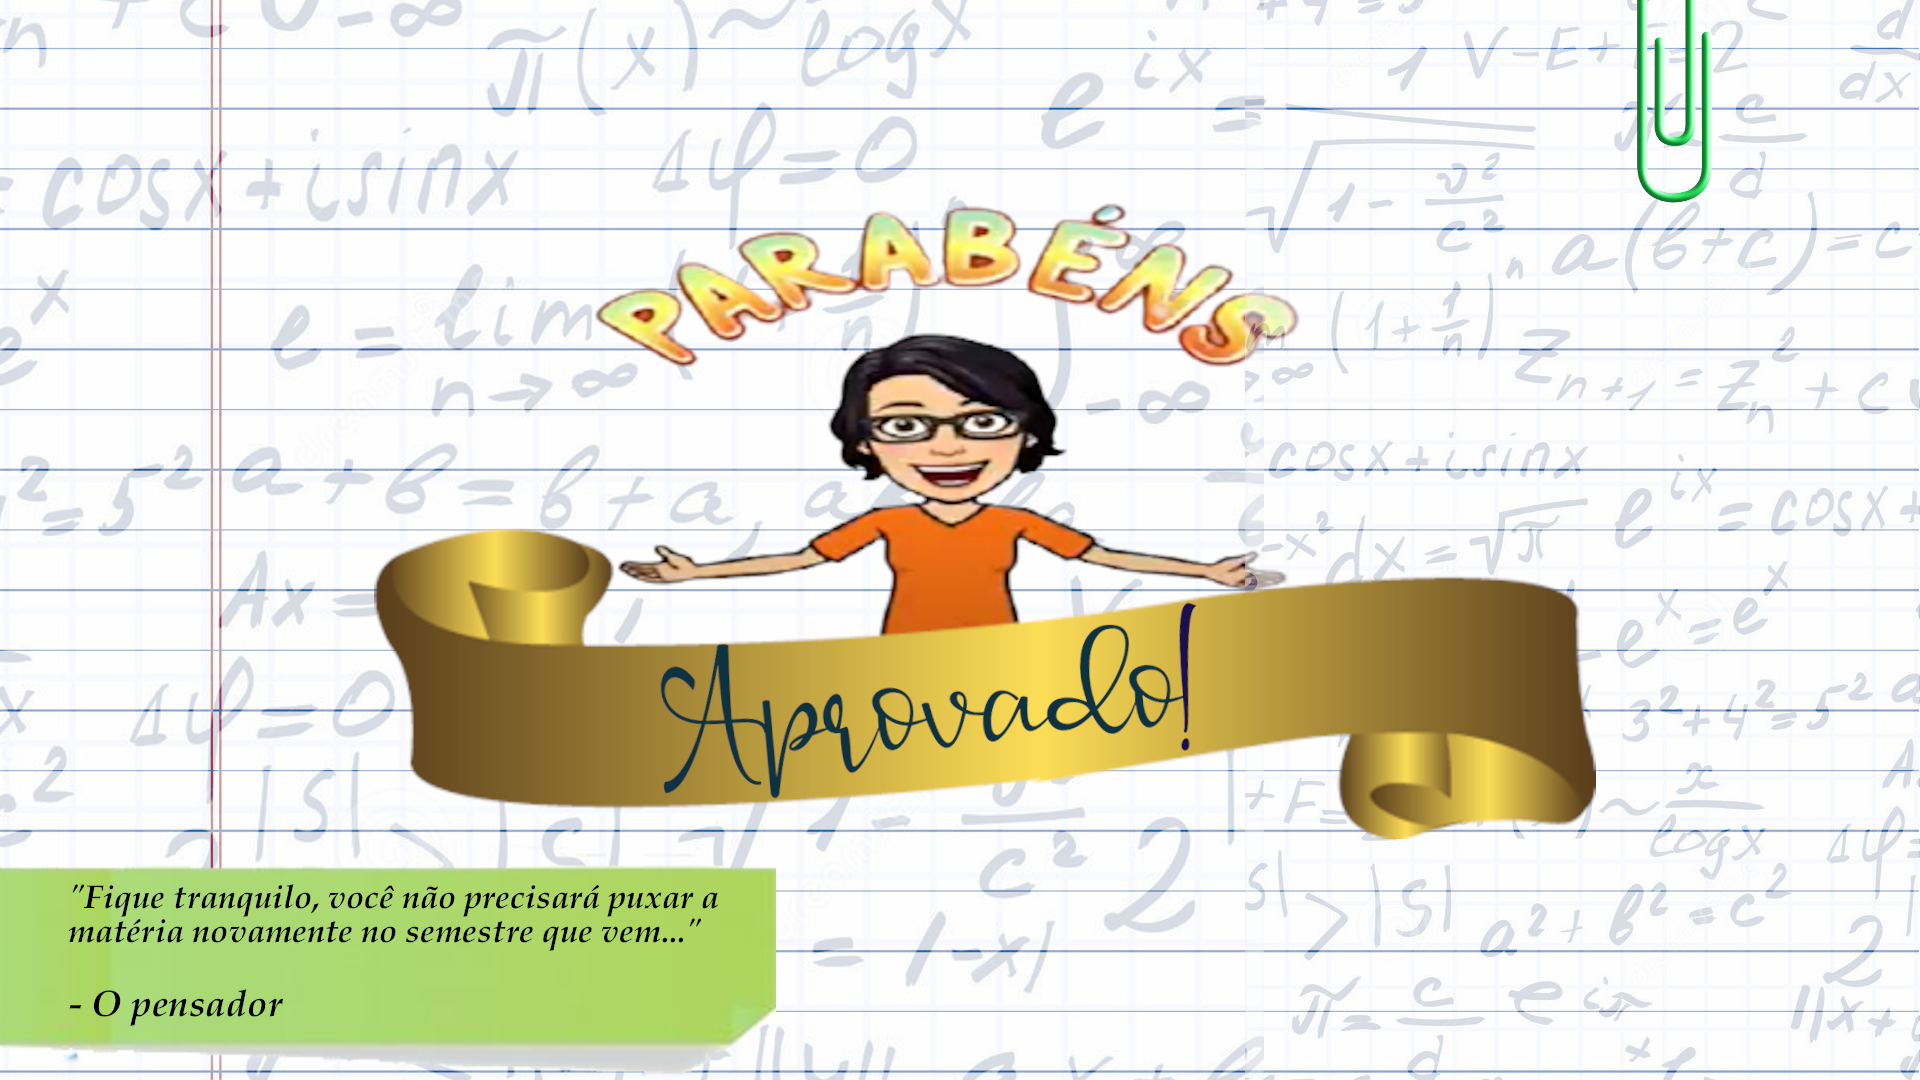 PARABÉNS
Aprovado!
"Fique tranquilo, você não precisará puxar a
matéria novamente no semestre que vem..."
- O pensador